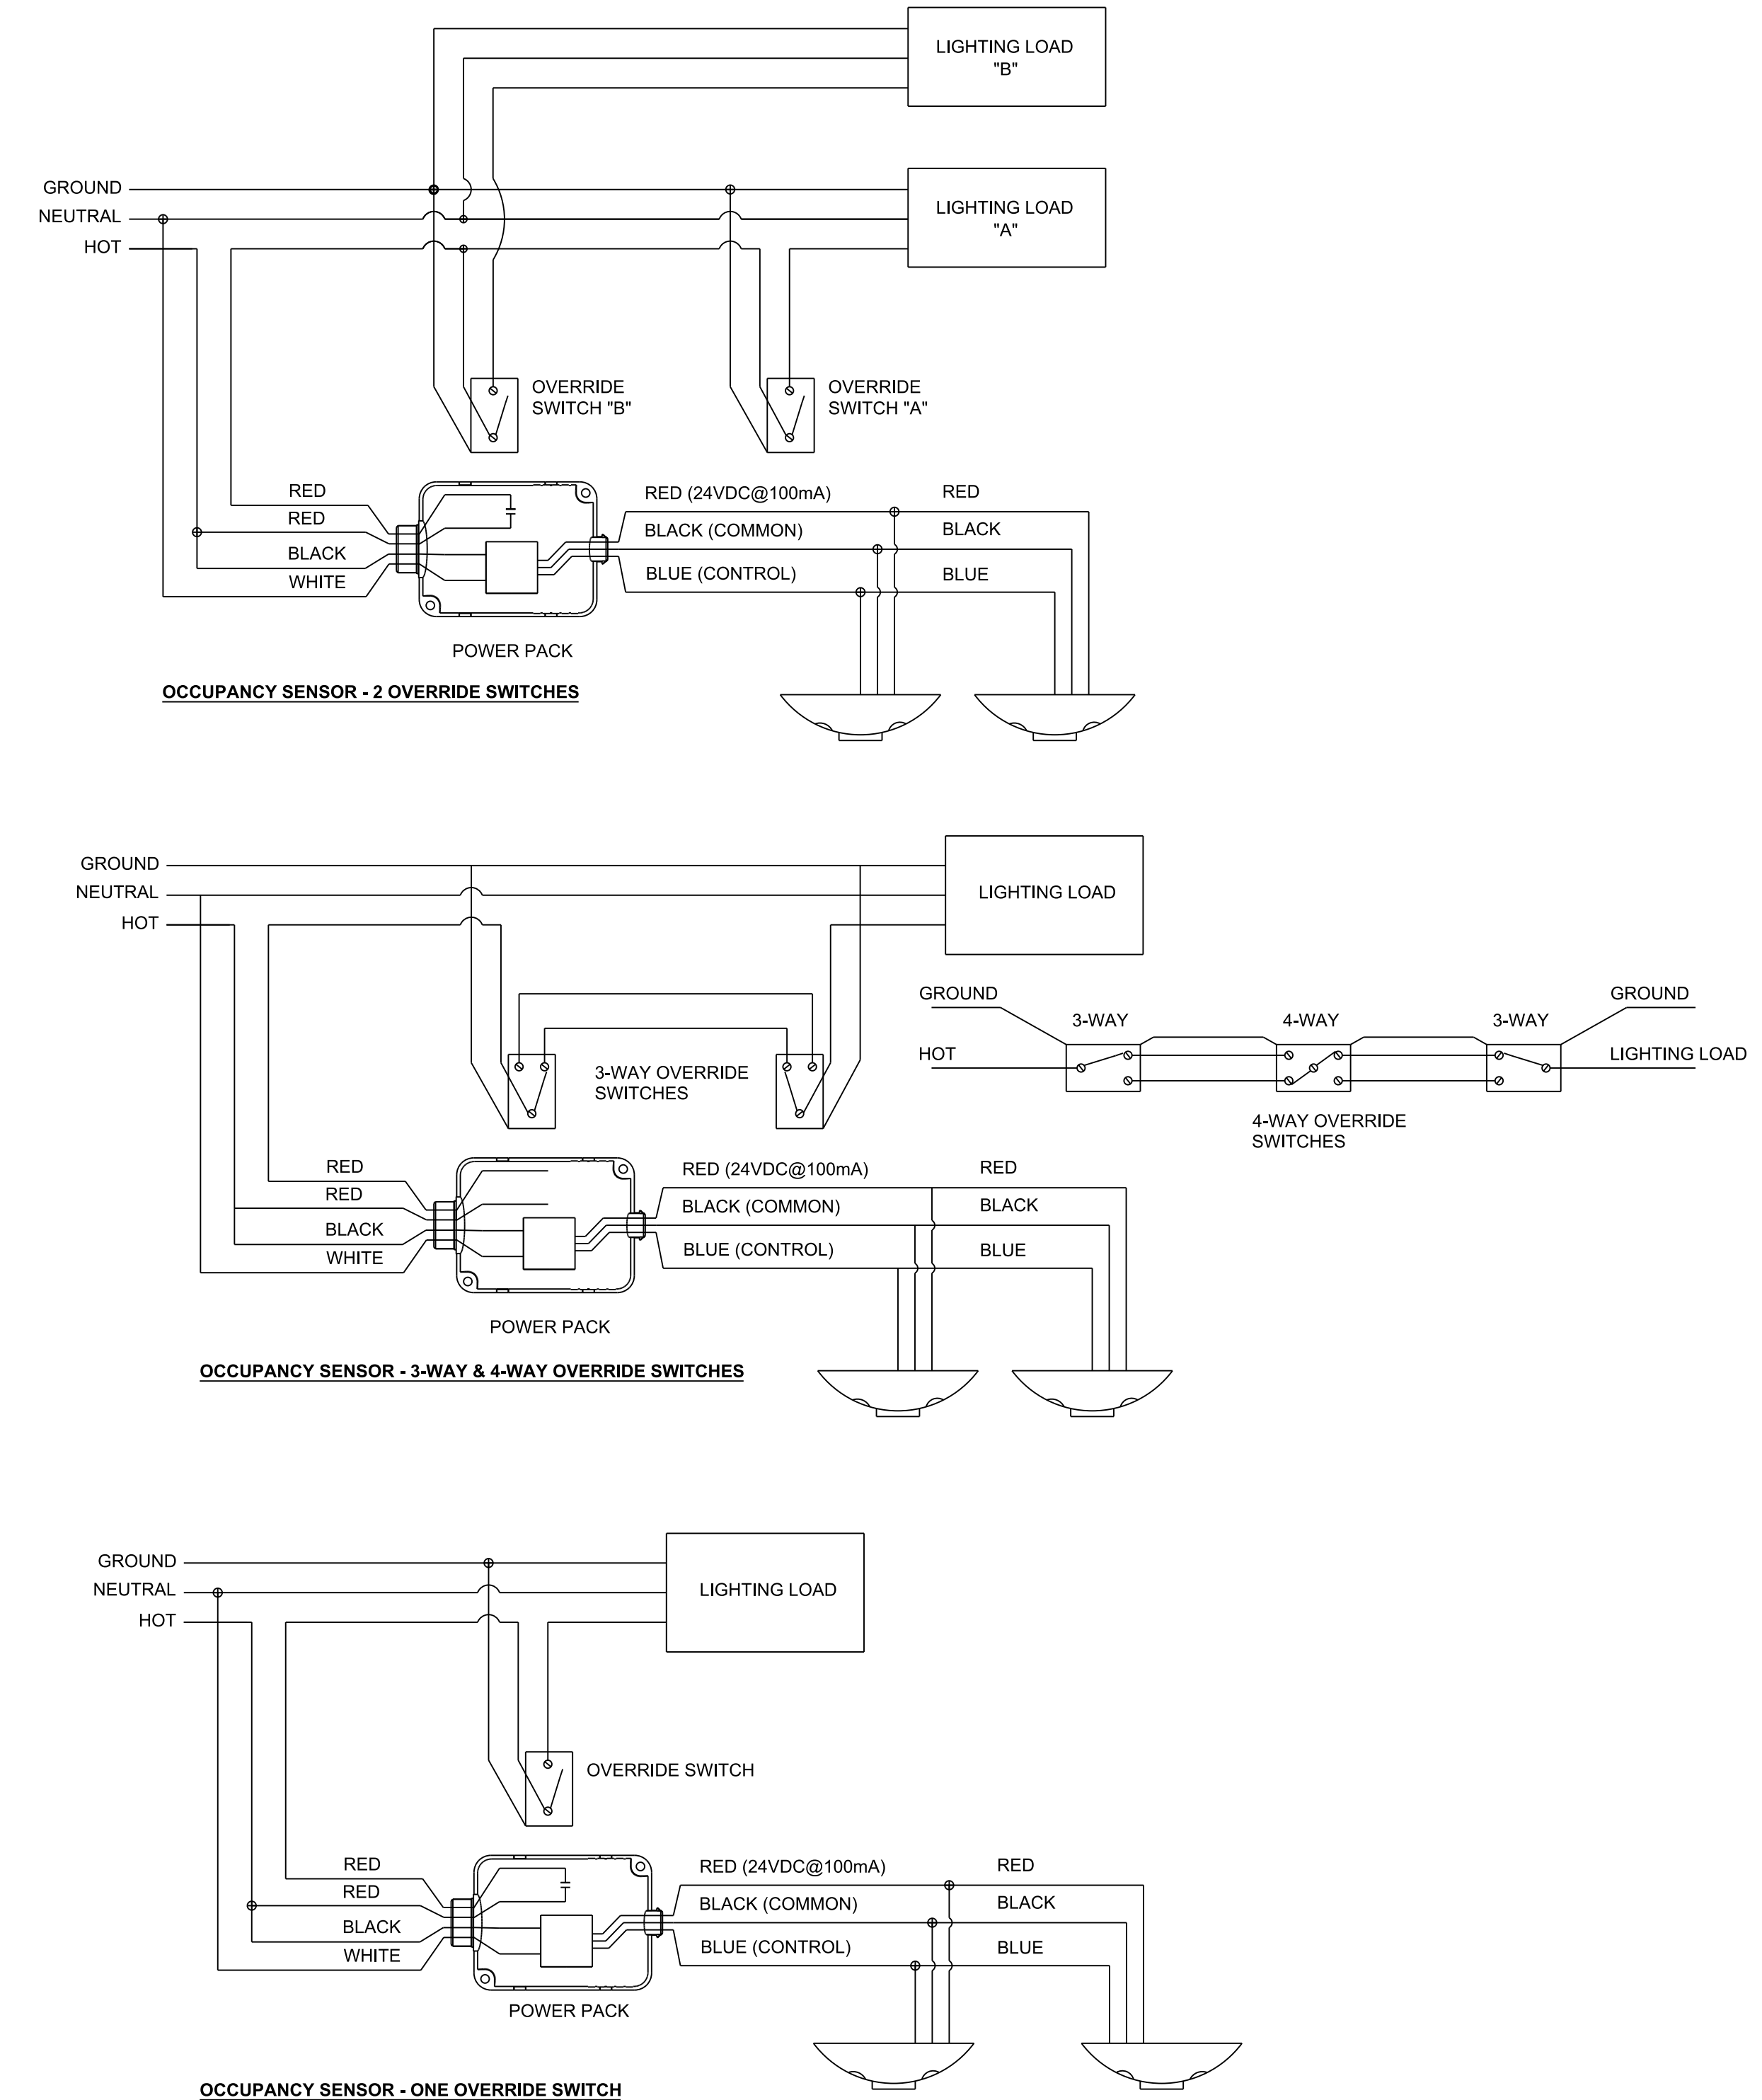 LIGHTING LOAD
"B"
GROUND
NEUTRAL
HOT
LIGHTING LOAD
"A"
OVERRIDE
SWITCH "B"
OVERRIDE
SWITCH "A"
RED
RED
BLACK
WHITE
RED (24VDC@100mA)
BLACK (COMMON)
BLUE (CONTROL)
RED
BLACK
BLUE
POWER PACK
OCCUPANCY SENSOR - 2 OVERRIDE SWITCHES
GROUND
NEUTRAL
HOT
LIGHTING LOAD
3-WAY OVERRIDE
SWITCHES
GROUND
HOT
3-WAY
4-WAY
3-WAY
GROUND
LIGHTING LOAD
4-WAY OVERRIDE
SWITCHES
RED
RED
BLACK
WHITE
RED (24VDC@100mA)
BLACK (COMMON)
BLUE (CONTROL)
RED
BLACK
BLUE
POWER PACK
OCCUPANCY SENSOR - 3-WAY & 4-WAY OVERRIDE SWITCHES
GROUND
NEUTRAL
HOT
LIGHTING LOAD
OVERRIDE SWITCH
RED
RED
BLACK
WHITE
RED (24VDC@100mA)
BLACK (COMMON)
BLUE (CONTROL)
RED
BLACK
BLUE
POWER PACK
OCCUPANCY SENSOR - ONE OVERRIDE SWITCH